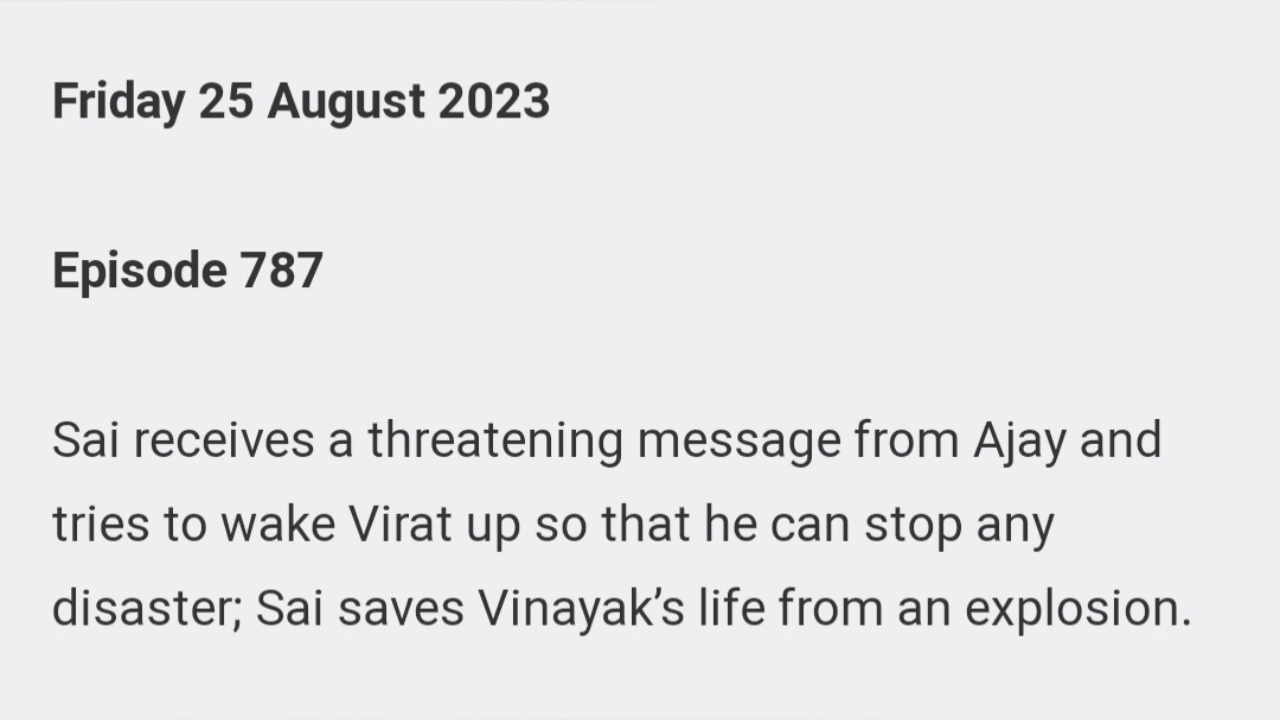 Friday 25 August 2023
Episode 787
Sai receives a threatening message from Ajay and
tries to wake Virat up so that he can stop any
disaster; Sai saves Vinayak’s life from an explosion.